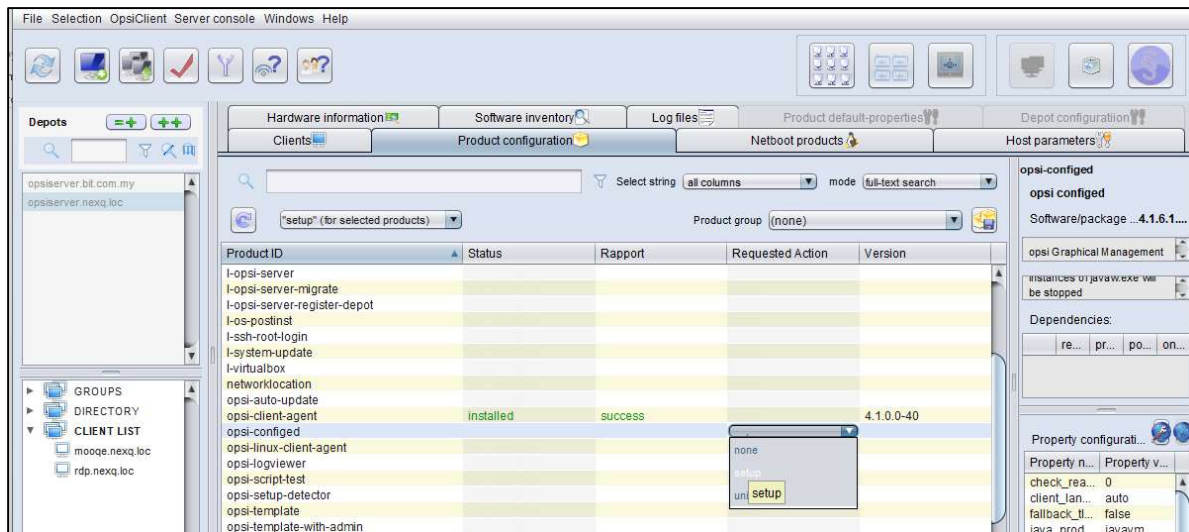 File Selection OpsiClient Server console Windows Help
Depots
Hardware information Software inventory Log files Product default-properties Depot configuratiion
Clients Product configuration Netboot products Host parameters
opsiserver.bit.com.my
opsiserver.nexq.loc
Select string all columns mode full-text search
"setup" (for selected products) Product group (none)
Product ID Status Rapport Requested Action Version
l-opsi-server
l-opsi-server-migrate
l-opsi-server-register-depot
l-os-postinst
l-ssh-root-login
l-system-update
l-virtualbox
networklocation
opsi-auto-update
opsi-client-agent installed success 4.1.0.0-40
opsi-configed
opsi-linux-client-agent
opsi-logviewer
opsi-script-test
opsi-setup-detector
opsi-template
opsi-template-with-admin
none
setup
uni
setup
GROUPS
DIRECTORY
CLIENT LIST
mooqe.nexq.loc
rdp.nexq.loc
opsi-configed
opsi configed
Software/package ...4.1.6.1....
opsi Graphical Management
instances of javaw.exe will
be stopped
Dependencies:
re... pr... po... on...
Property configurati...
Property n... Property v...
check_rea... 0
client_lan... auto
fallback_tl... false
java_prod... javavm